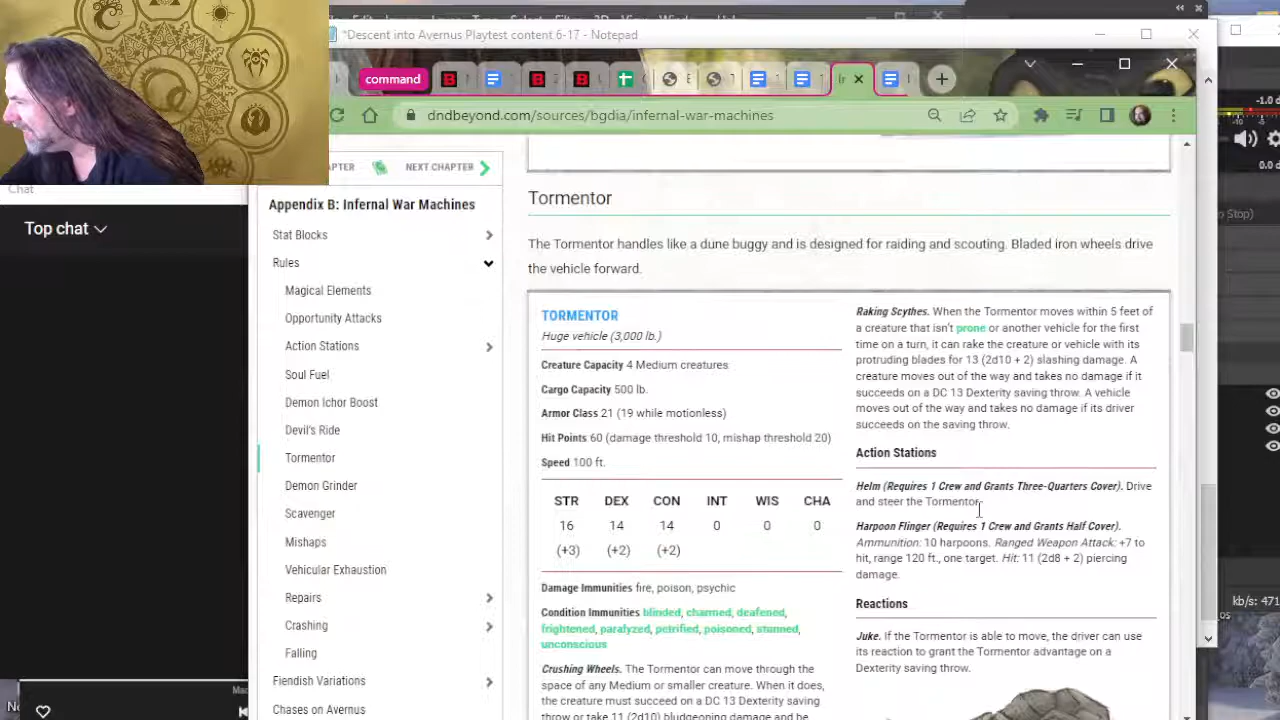 *Descent into Avernus Playtest content 6-17 - Notepad
command
dndbeyond.com/sources/bgdia/infernal-war-machines
Chat
Top chat
NEXT CHAPTER
Appendix B: Infernal War Machines
Stat Blocks
Rules
Magical Elements
Opportunity Attacks
Action Stations
Soul Fuel
Demon Ichor Boost
Devil's Ride
Tormentor
Demon Grinder
Scavenger
Mishaps
Vehicular Exhaustion
Repairs
Crashing
Falling
Fiendish Variations
Chases on Avernus
Tormentor
The Tormentor handles like a dune buggy and is designed for raiding and scouting. Bladed iron wheels drive
the vehicle forward.
TORMENTOR
Huge vehicle (3,000 lb.)
Creature Capacity 4 Medium creatures
Cargo Capacity 500 lb.
Armor Class 21 (19 while motionless)
Hit Points 60 (damage threshold 10, mishap threshold 20)
Speed 100 ft.
STR DEX CON INT WIS CHA
16 14 14 0 0 0
(+3) (+2) (+2)
Damage Immunities fire, poison, psychic
Condition Immunities blinded, charmed, deafened,
frightened, paralyzed, petrified, poisoned, stunned,
unconscious
Crushing Wheels. The Tormentor can move through the
space of any Medium or smaller creature. When it does,
the creature must succeed on a DC 13 Dexterity saving
throw or take 11 (2d10) bludgeoning damage and be
Raking Scythes. When the Tormentor moves within 5 feet
of a creature that isn't prone or another vehicle for the first
time on a turn, it can rake the creature or vehicle with its
protruding blades for 13 (2d10 + 2) slashing damage. A
creature moves out of the way and takes no damage if it
succeeds on a DC 13 Dexterity saving throw. A vehicle
moves out of the way and takes no damage if its driver
succeeds on the saving throw.
Action Stations
Helm (Requires 1 Crew and Grants Three-Quarters Cover). Drive
and steer the Tormentor.
Harpoon Flinger (Requires 1 Crew and Grants Half Cover).
Ammunition: 10 harpoons. Ranged Weapon Attack: +7 to
hit, range 120 ft., one target. Hit: 11 (2d8 + 2) piercing
damage.
Reactions
Juke. If the Tormentor is able to move, the driver can use
its reaction to grant the Tormentor advantage on a
Dexterity saving throw.
-1.0 d
0.0 d
kb/s: 471